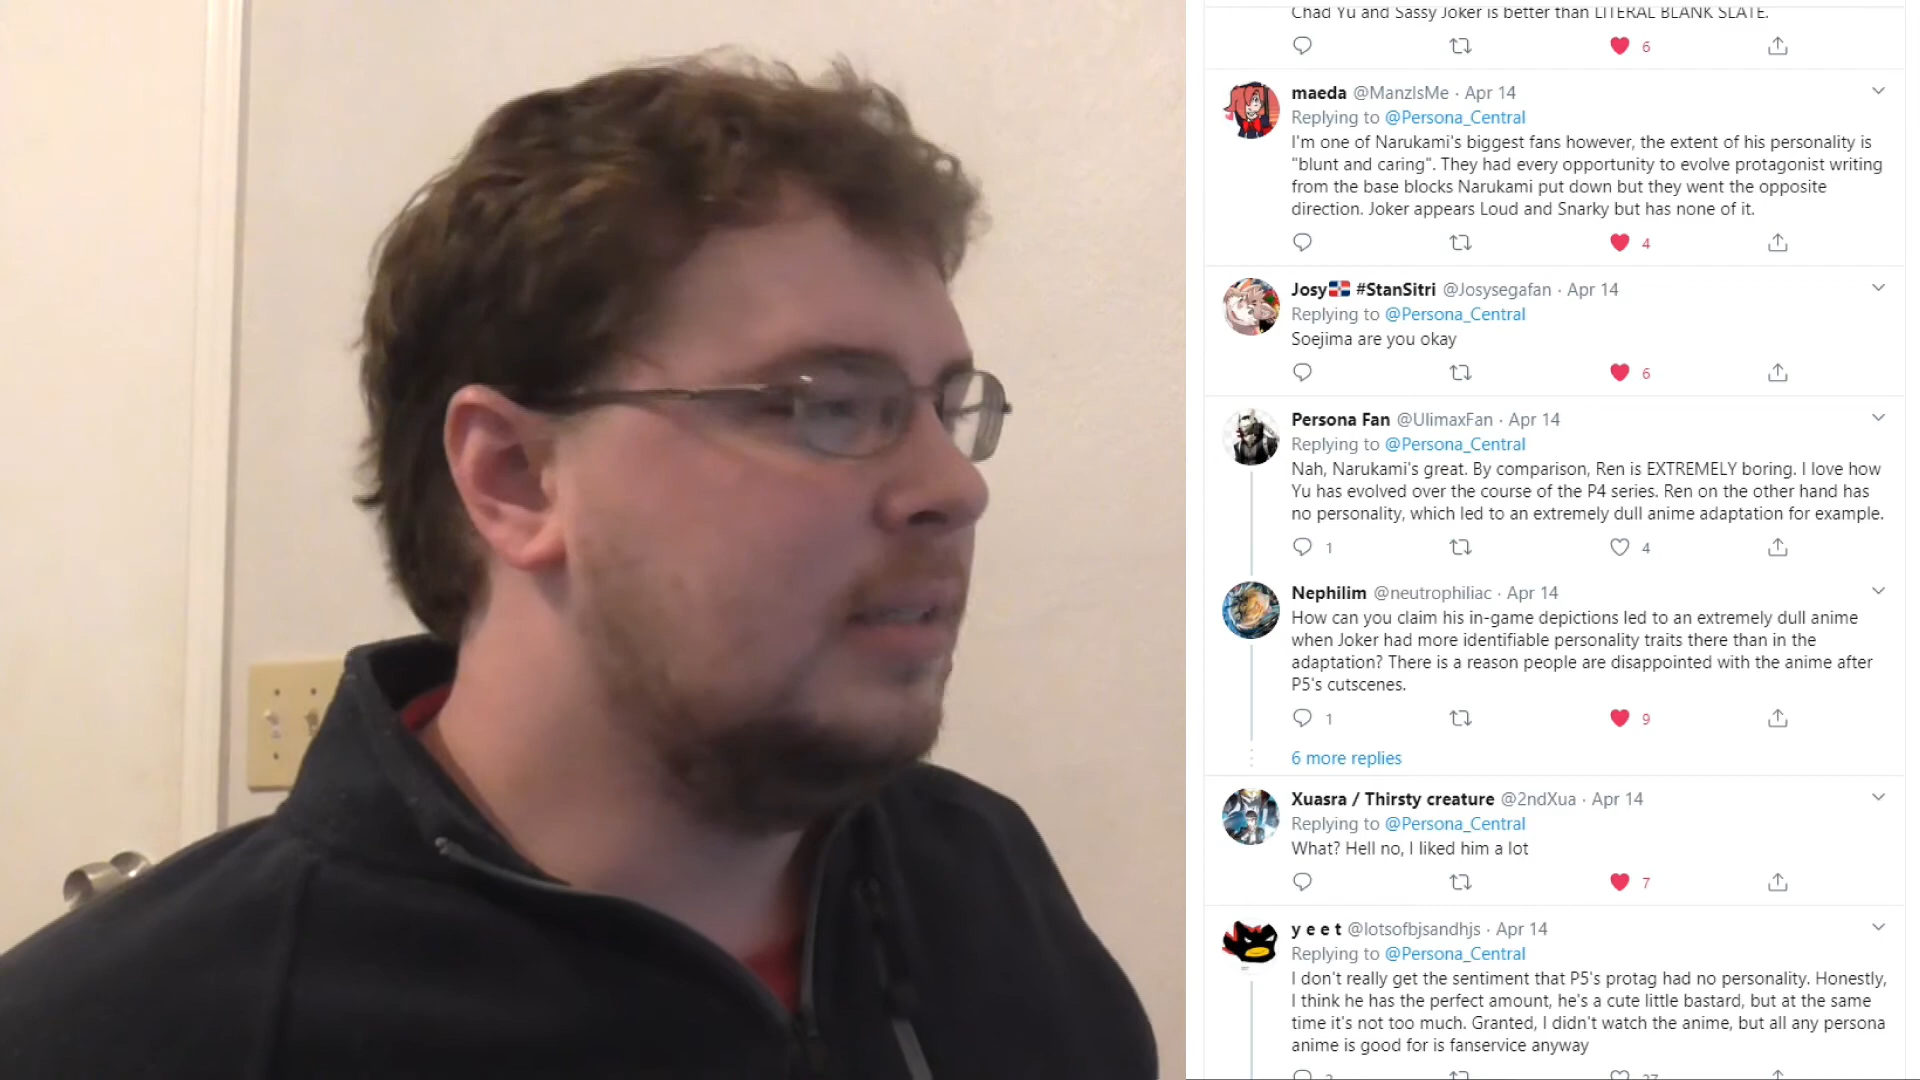 Chad Yu and Sassy Joker is better than LITERAL BLANK SLATE.
6
maeda @ManzIsMe · Apr 14
Replying to @Persona_Central
I'm one of Narukami's biggest fans however, the extent of his personality is
"blunt and caring". They had every opportunity to evolve protagonist writing
from the base blocks Narukami put down but they went the opposite
direction. Joker appears Loud and Snarky but has none of it.
4
Josy #StanSitri @Josysegafan · Apr 14
Replying to @Persona_Central
Soejima are you okay
6
Persona Fan @UlimaxFan · Apr 14
Replying to @Persona_Central
Nah, Narukami's great. By comparison, Ren is EXTREMELY boring. I love how
Yu has evolved over the course of the P4 series. Ren on the other hand has
no personality, which led to an extremely dull anime adaptation for example.
1 4
Nephilim @neutrophiliac · Apr 14
How can you claim his in-game depictions led to an extremely dull anime
when Joker had more identifiable personality traits there than in the
adaptation? There is a reason people are disappointed with the anime after
P5's cutscenes.
1 9
6 more replies
Xuasra / Thirsty creature @2ndXua · Apr 14
Replying to @Persona_Central
What? Hell no, I liked him a lot
7
y e e t @lotsofbjsandhjs · Apr 14
Replying to @Persona_Central
I don't really get the sentiment that P5's protag had no personality. Honestly,
I think he has the perfect amount, he's a cute little bastard, but at the same
time it's not too much. Granted, I didn't watch the anime, but all any persona
anime is good for is fanservice anyway